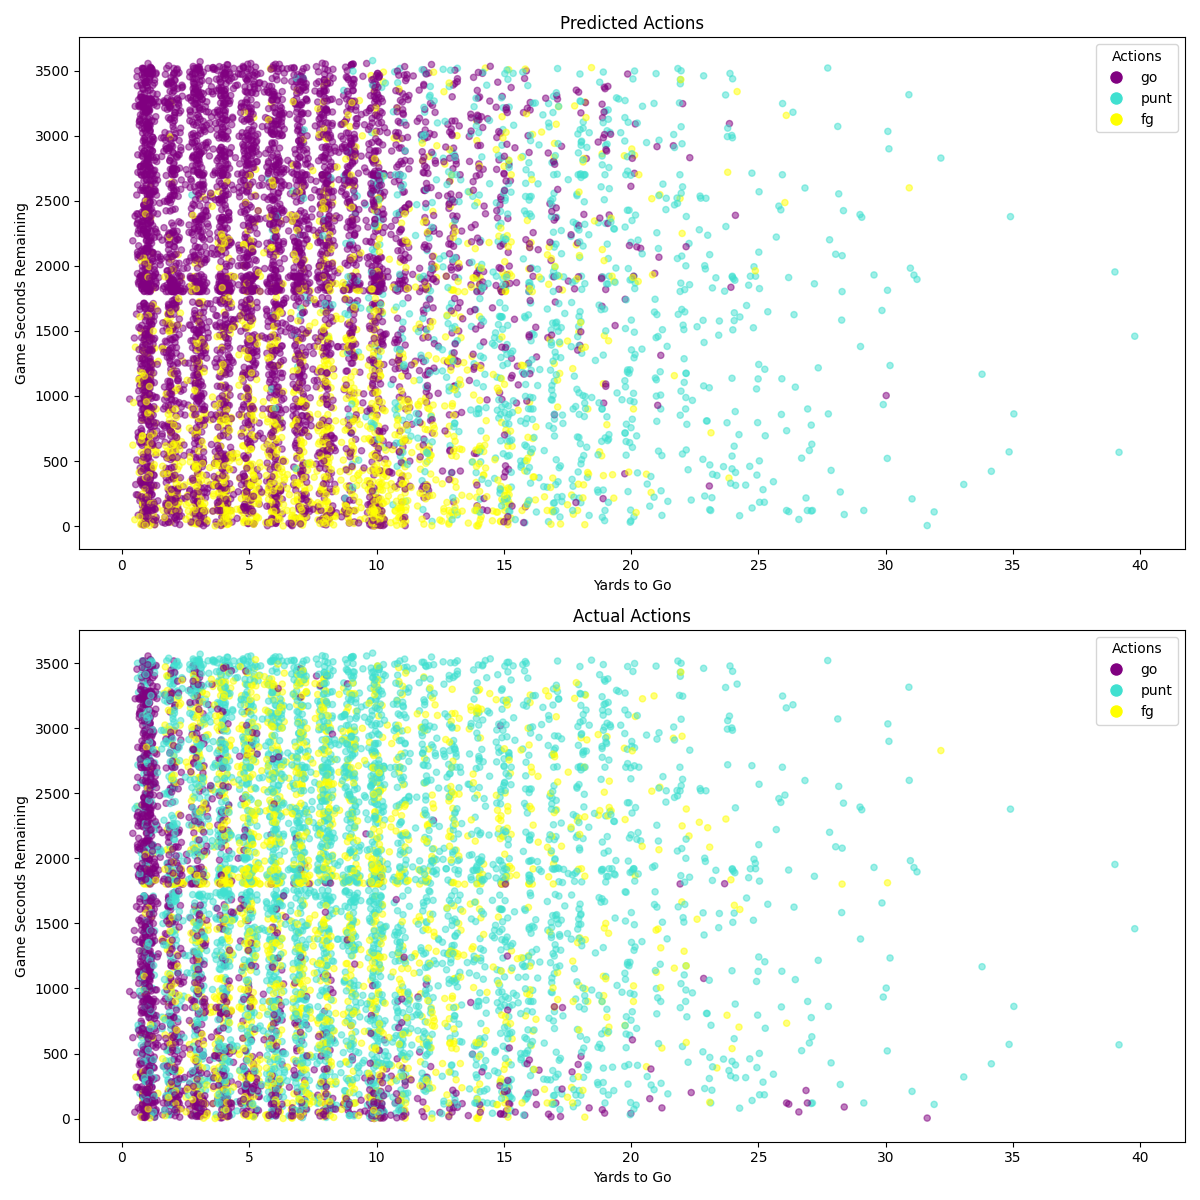 Predicted Actions
Game Seconds Remaining
3500
3000
2500
2000
1500
1000
500
0
0 5 10 15 20 25 30 35 40
Yards to Go
Actions
go
punt
fg
Actual Actions
Game Seconds Remaining
3500
3000
2500
2000
1500
1000
500
0
0 5 10 15 20 25 30 35 40
Yards to Go
Actions
go
punt
fg